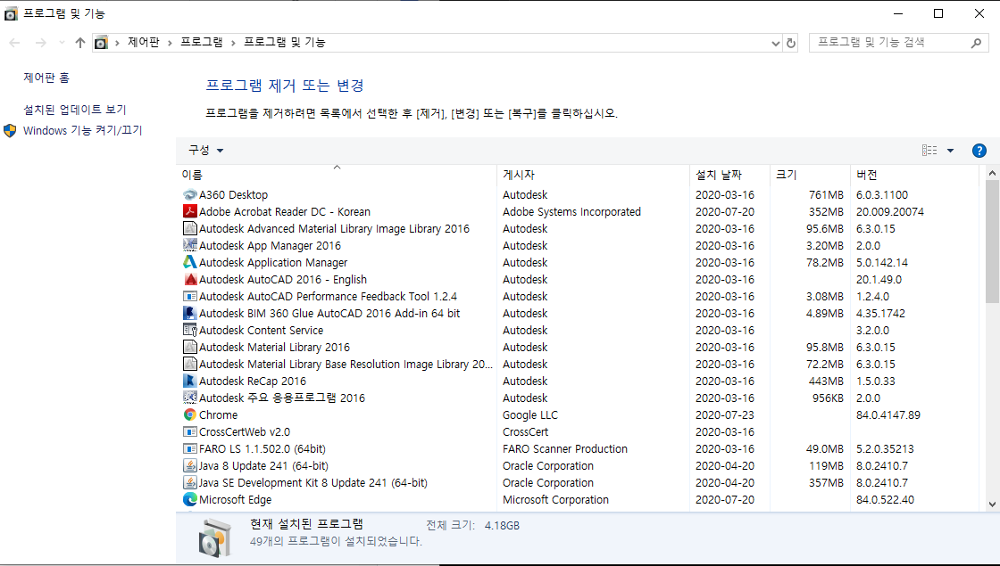 프로그램 및 기능
제어판 › 프로그램 › 프로그램 및 기능
프로그램 및 기능 검색
제어판 홈
설치된 업데이트 보기
Windows 기능 켜기/끄기
프로그램 제거 또는 변경
프로그램을 제거하려면 목록에서 선택한 후 [제거], [변경] 또는 [복구]를 클릭하십시오.
구성
이름 게시자 설치 날짜 크기 버전
A360 Desktop Autodesk 2020-03-16 761MB 6.0.3.1100
Adobe Acrobat Reader DC - Korean Adobe Systems Incorporated 2020-07-20 352MB 20.009.20074
Autodesk Advanced Material Library Image Library 2016 Autodesk 2020-03-16 95.6MB 6.3.0.15
Autodesk App Manager 2016 Autodesk 2020-03-16 3.20MB 2.0.0
Autodesk Application Manager Autodesk 2020-03-16 78.2MB 5.0.142.14
Autodesk AutoCAD 2016 - English Autodesk 2020-03-16 20.1.49.0
Autodesk AutoCAD Performance Feedback Tool 1.2.4 Autodesk 2020-03-16 3.08MB 1.2.4.0
Autodesk BIM 360 Glue AutoCAD 2016 Add-in 64 bit Autodesk 2020-03-16 4.89MB 4.35.1742
Autodesk Content Service Autodesk 2020-03-16 3.2.0.0
Autodesk Material Library 2016 Autodesk 2020-03-16 95.8MB 6.3.0.15
Autodesk Material Library Base Resolution Image Library 20... Autodesk 2020-03-16 72.2MB 6.3.0.15
Autodesk ReCap 2016 Autodesk 2020-03-16 443MB 1.5.0.33
Autodesk 주요 응용프로그램 2016 Autodesk 2020-03-16 956KB 2.0.0
Chrome Google LLC 2020-07-23 84.0.4147.89
CrossCertWeb v2.0 CrossCert 2020-03-16
FARO LS 1.1.502.0 (64bit) FARO Scanner Production 2020-03-16 49.0MB 5.2.0.35213
Java 8 Update 241 (64-bit) Oracle Corporation 2020-04-20 119MB 8.0.2410.7
Java SE Development Kit 8 Update 241 (64-bit) Oracle Corporation 2020-04-20 357MB 8.0.2410.7
Microsoft Edge Microsoft Corporation 2020-07-20 84.0.522.40
현재 설치된 프로그램 전체 크기: 4.18GB
49개의 프로그램이 설치되었습니다.